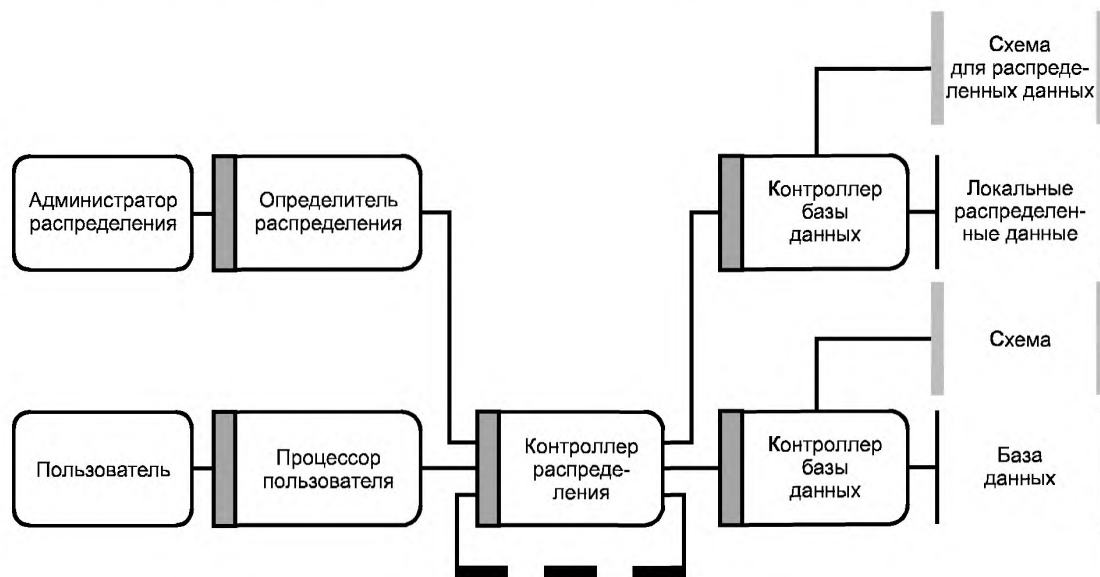 Схема
для распреде-
ленных данных
Администратор
распределения
Определитель
распределения
Контроллер
базы
данных
Локальные
распределен-
ные данные
Схема
Пользователь
Процессор
пользователя
Контроллер
распреде-
ления
Контроллер
базы
данных
База
данных